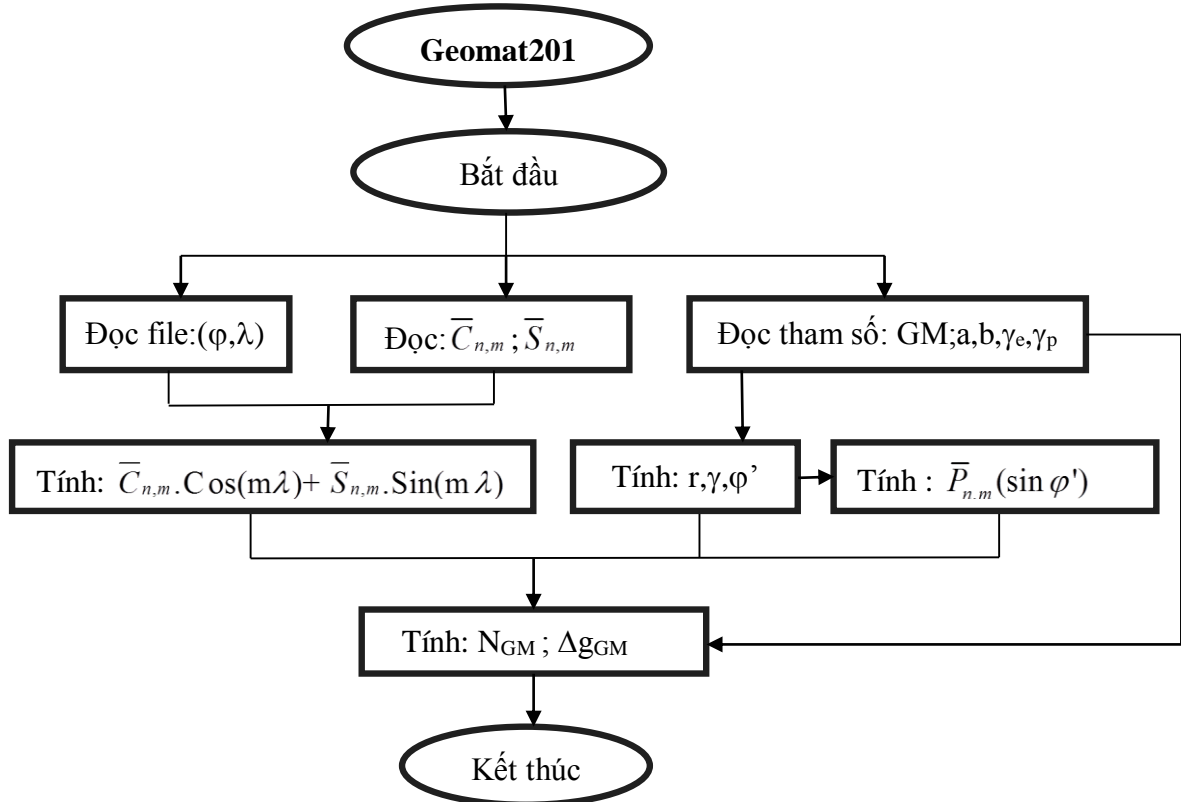 Geomat201
Bắt đầu
Đọc file:(φ,λ)
Đọc: C̅n,m ; S̅n,m
Đọc tham số: GM;a,b,γe,γp
Tính: C̅n,m.Cos(mλ)+ S̅n,m.Sin(m λ)
Tính: r,γ,φ’
Tính : P̅n.m(sin φ')
Tính: NGM ; ΔgGM
Kết thúc